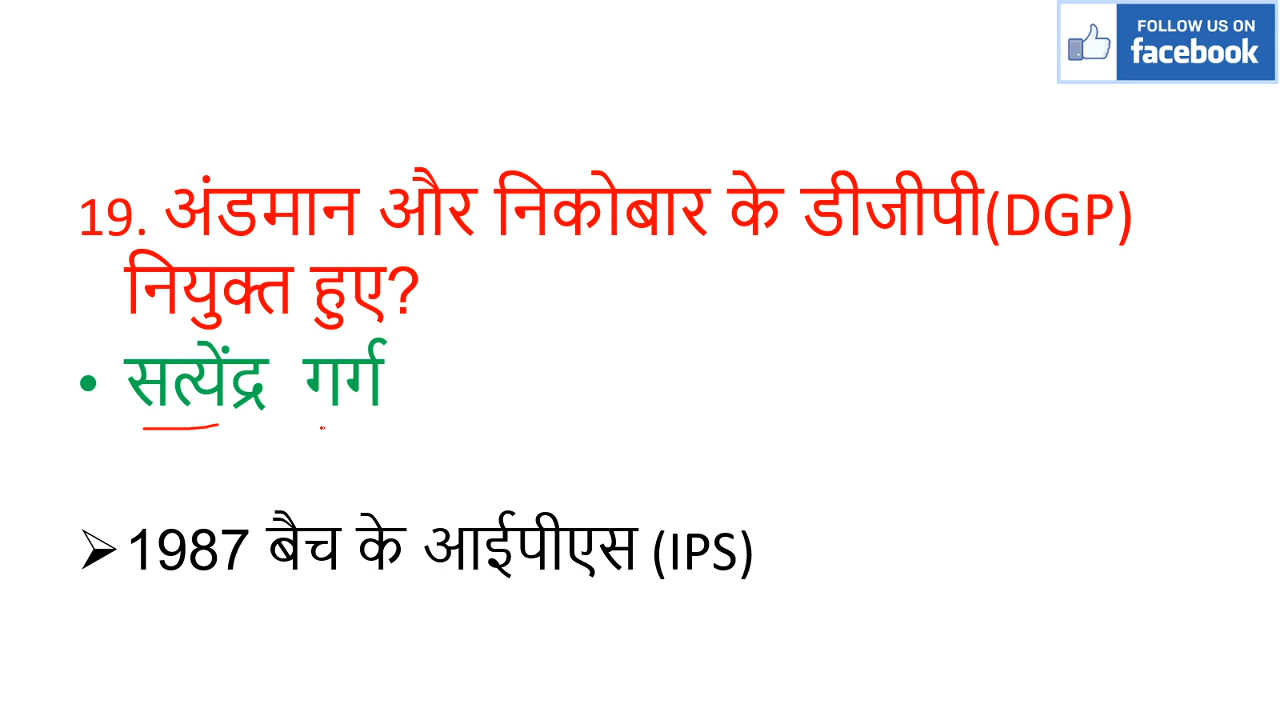 FOLLOW US ON
facebook
19. अंडमान और निकोबार के डीजीपी(DGP)
नियुक्त हुए?
• सत्येंद्र गर्ग
➢1987 बैच के आईपीएस (IPS)